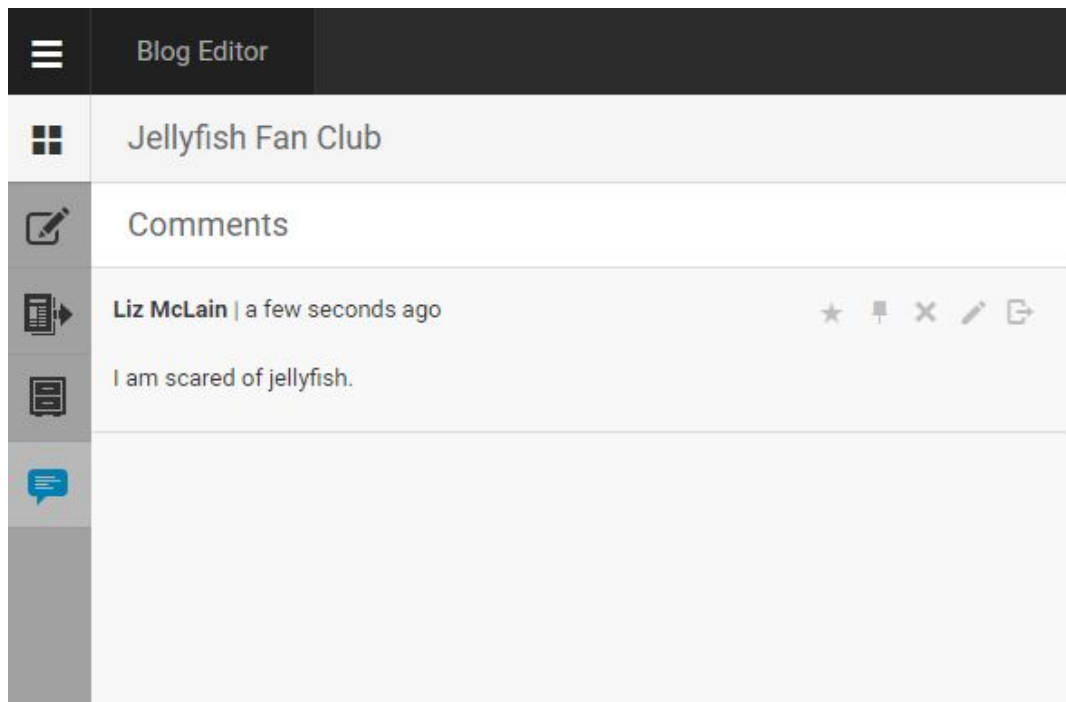 Blog Editor
Jellyfish Fan Club
Comments
Liz McLain | a few seconds ago
I am scared of jellyfish.